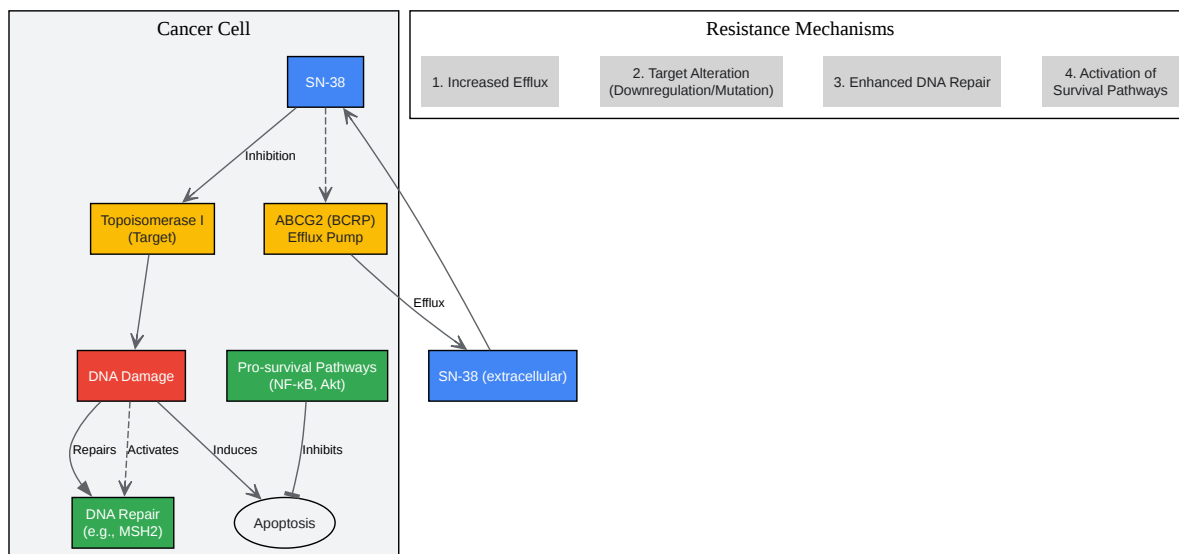 Cancer Cell
Resistance Mechanisms
SN-38
1. Increased Efflux
2. Target Alteration
(Downregulation/Mutation)
3. Enhanced DNA Repair
4. Activation of
Survival Pathways
Inhibition
Topoisomerase I
(Target)
ABCG2 (BCRP)
Efflux Pump
Efflux
DNA Damage
Pro-survival Pathways
(NF-κB, Akt)
SN-38 (extracellular)
Repairs
Activates
Induces
Inhibits
DNA Repair
(e.g., MSH2)
Apoptosis